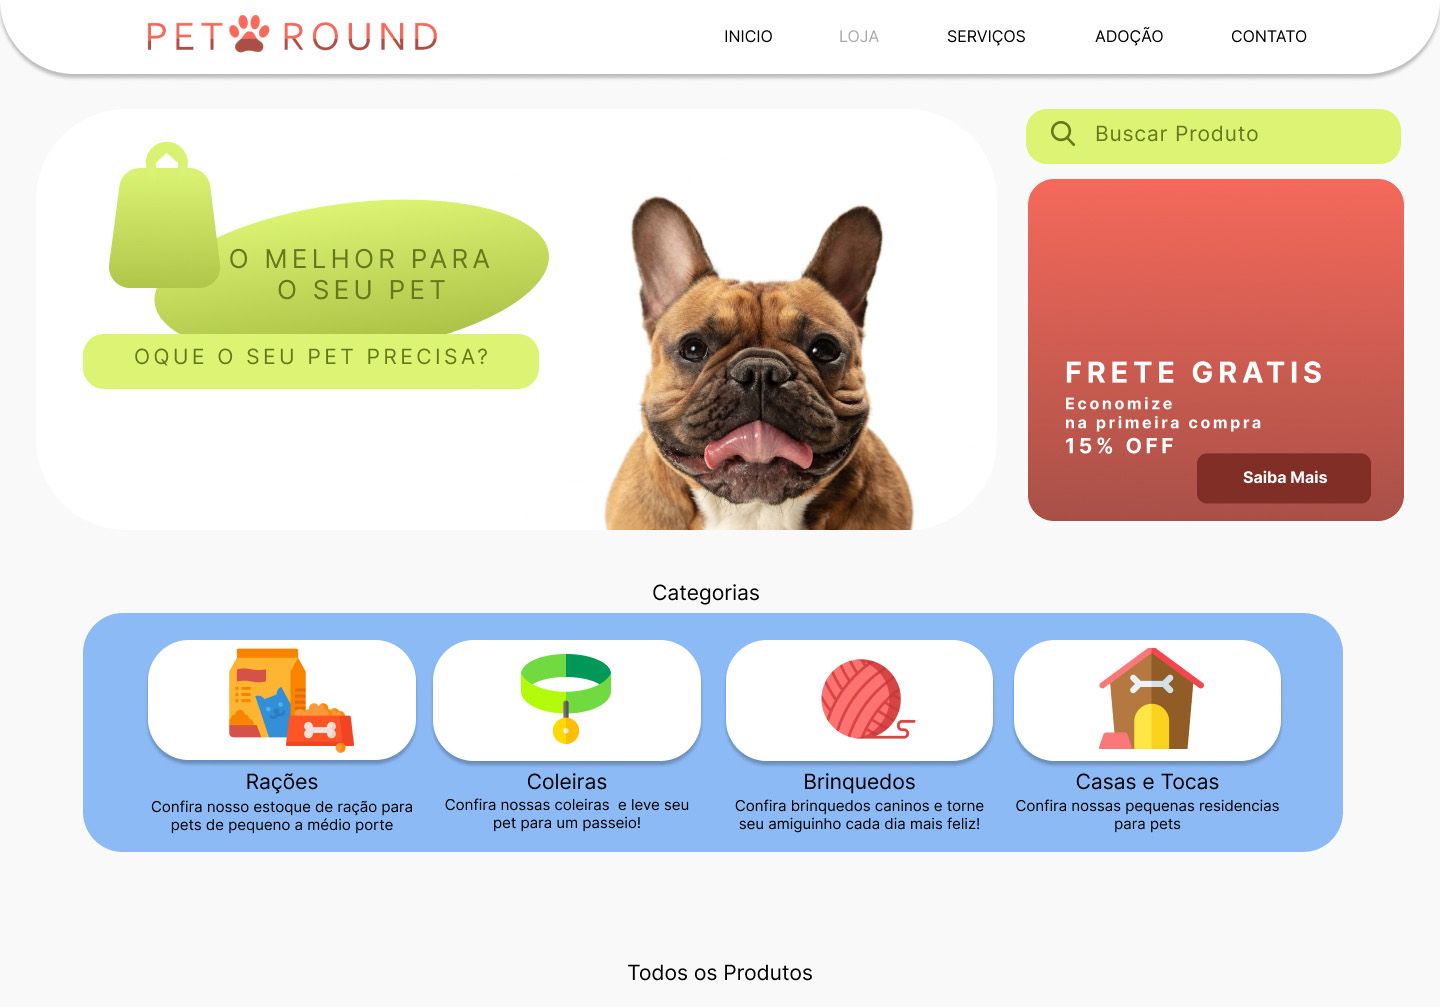 PET ROUND
INICIO
LOJA
SERVIÇOS
ADOÇÃO
CONTATO
O MELHOR PARA
O SEU PET
OQUE O SEU PET PRECISA?
Buscar Produto
FRETE GRATIS
Economize
na primeira compra
15% OFF
Saiba Mais
Categorias
Rações
Confira nosso estoque de ração para
pets de pequeno a médio porte
Coleiras
Confira nossas coleiras  e leve seu
pet para um passeio!
Brinquedos
Confira brinquedos caninos e torne
seu amiguinho cada dia mais feliz!
Casas e Tocas
Confira nossas pequenas residencias
para pets
Todos os Produtos